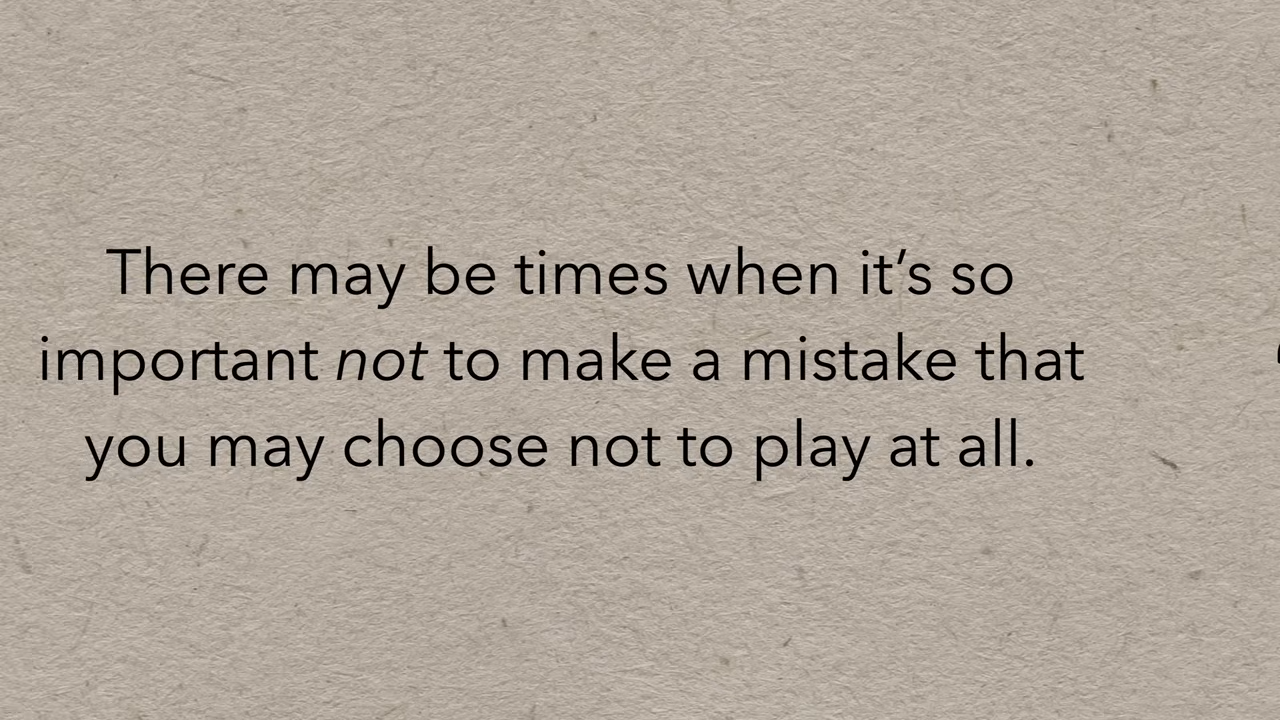 There may be times when it’s so
important not to make a mistake that
you may choose not to play at all.